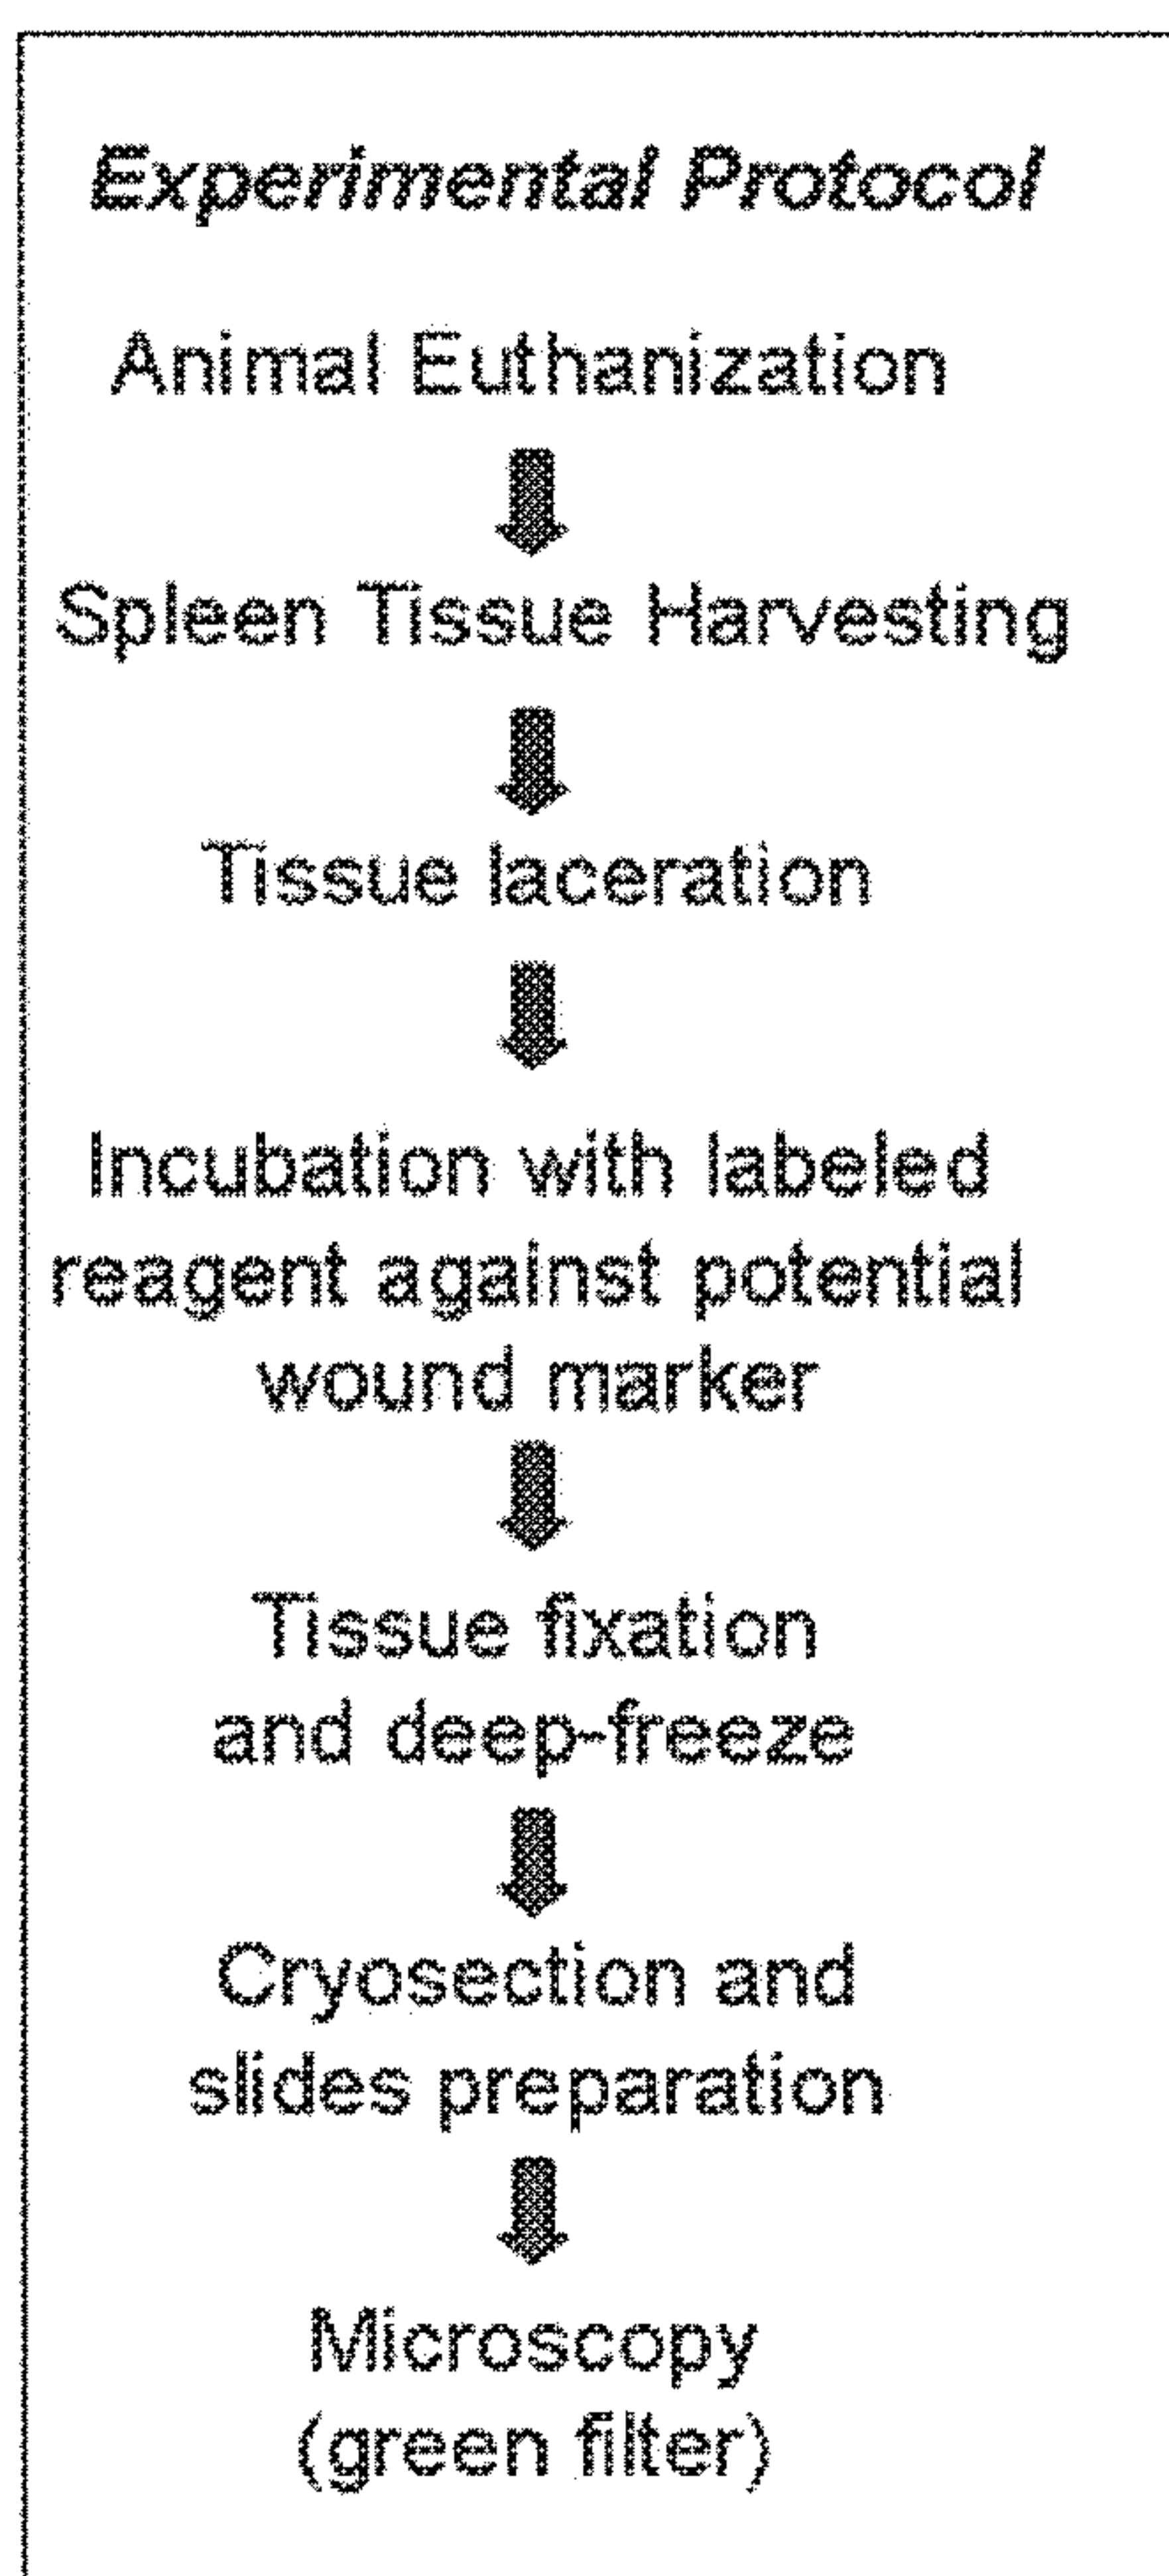 Experimental Protocol
Animal Euthanization
Spleen Tissue Harvesting
Tissue laceration
Incubation with labeled
reagent against potential
wound marker
Tissue fixation
and deep-freeze
Cryosection and
slides preparation
Microscopy
(green filter)